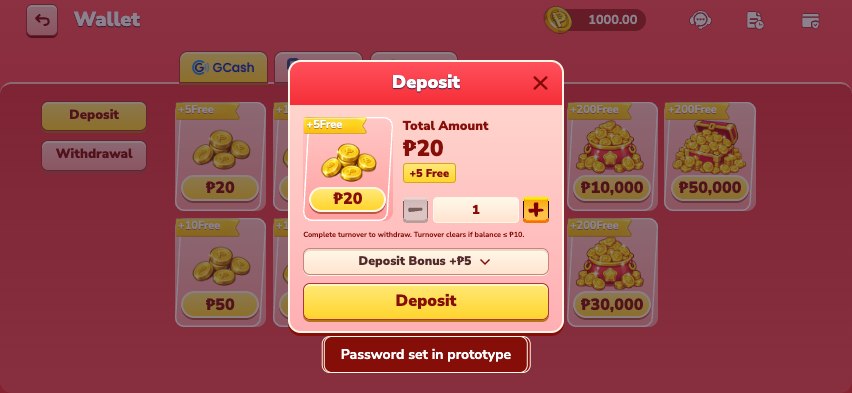 Wallet
1000.00
GCash
Deposit
Withdrawal
+5Free
₱20
+200Free
₱10,000
+200Free
₱50,000
+10Free
₱50
+200Free
₱30,000
Deposit
+5Free
₱20
Total Amount
₱20
+5 Free
1
Complete turnover to withdraw. Turnover clears if balance ≤ ₱10.
Deposit Bonus +₱5
Deposit
Password set in prototype